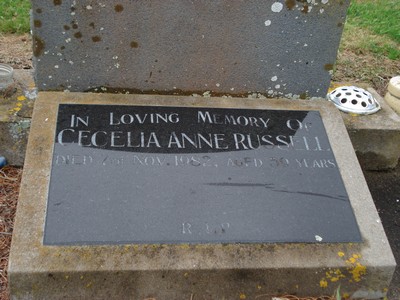 IN LOVING MEMORY OF
CECELIA ANNE RUSSELL
DIED NOV. 1982, AGED YEARS
R.I.P.